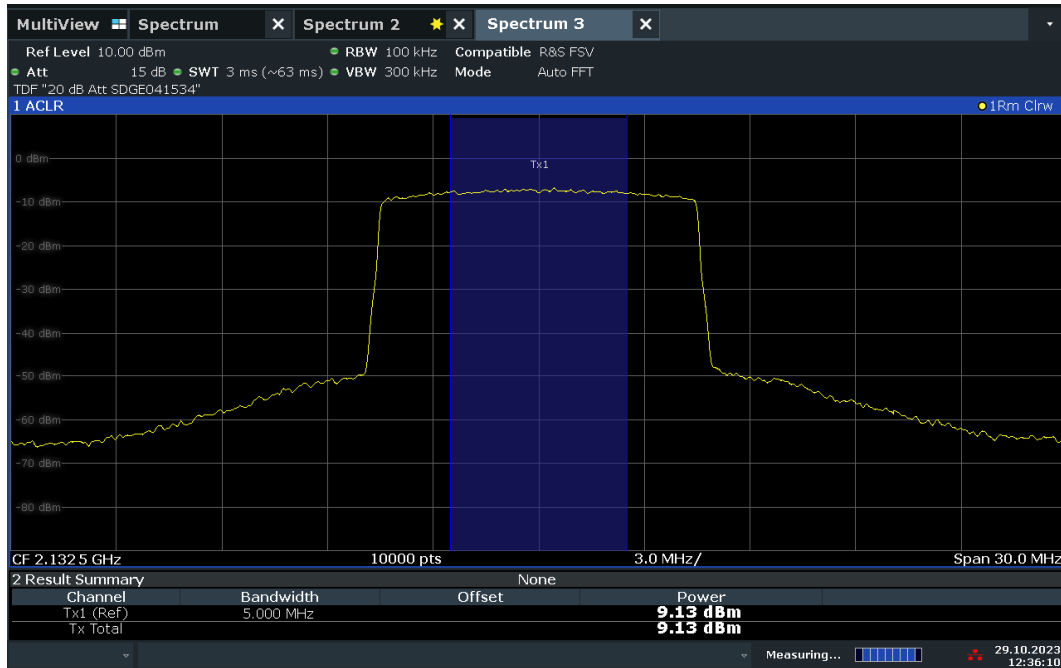 MultiView Spectrum X Spectrum 2 X Spectrum 3 X
Ref Level 10.00 dBm RBW 100 kHz Compatible R&S FSV
Att 15 dB SWT 3 ms (~63 ms) VBW 300 kHz Mode Auto FFT
TDF "20 dB Att SDGE041534"
1 ACLR 1Rm Clrw
0 dBm
Tx1
-10 dBm
-20 dBm
-30 dBm
-40 dBm
-50 dBm
-60 dBm
-70 dBm
-80 dBm
CF 2.1325 GHz 10000 pts 3.0 MHz/ Span 30.0 MHz
2 Result Summary None
Channel Bandwidth Offset Power
Tx1 (Ref) 5.000 MHz 9.13 dBm
Tx Total 9.13 dBm
Measuring... 29.10.2023
12:36:10